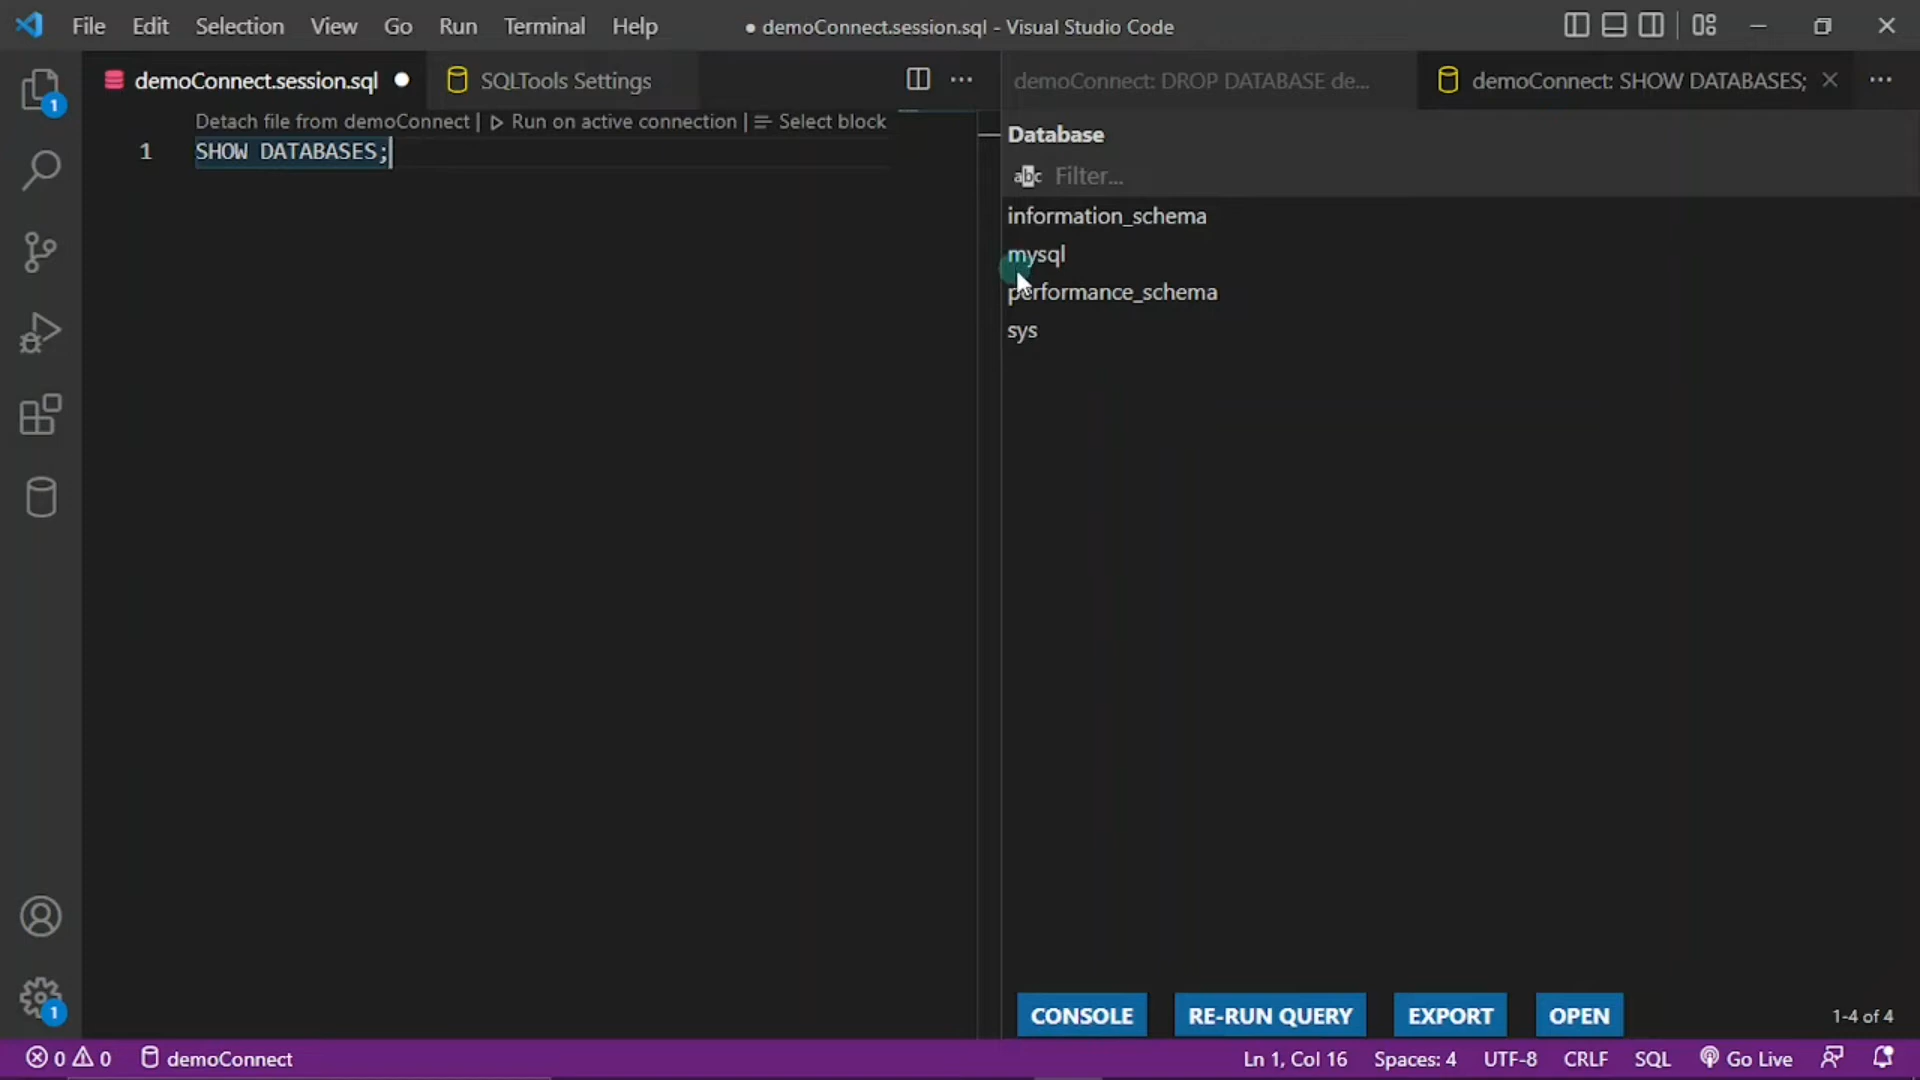 File Edit Selection View Go Run Terminal Help ● demoConnect.session.sql - Visual Studio Code
demoConnect.session.sql ● SQLTools Settings ··· demoConnect: DROP DATABASE de... demoConnect: SHOW DATABASES; ···
Detach file from demoConnect | ▷ Run on active connection | Select block
1 SHOW DATABASES;
Database
abc Filter...
information_schema
mysql
performance_schema
sys
1
1
CONSOLE RE-RUN QUERY EXPORT OPEN 1-4 of 4
0 0 demoConnect Ln 1, Col 16 Spaces: 4 UTF-8 CRLF SQL Go Live